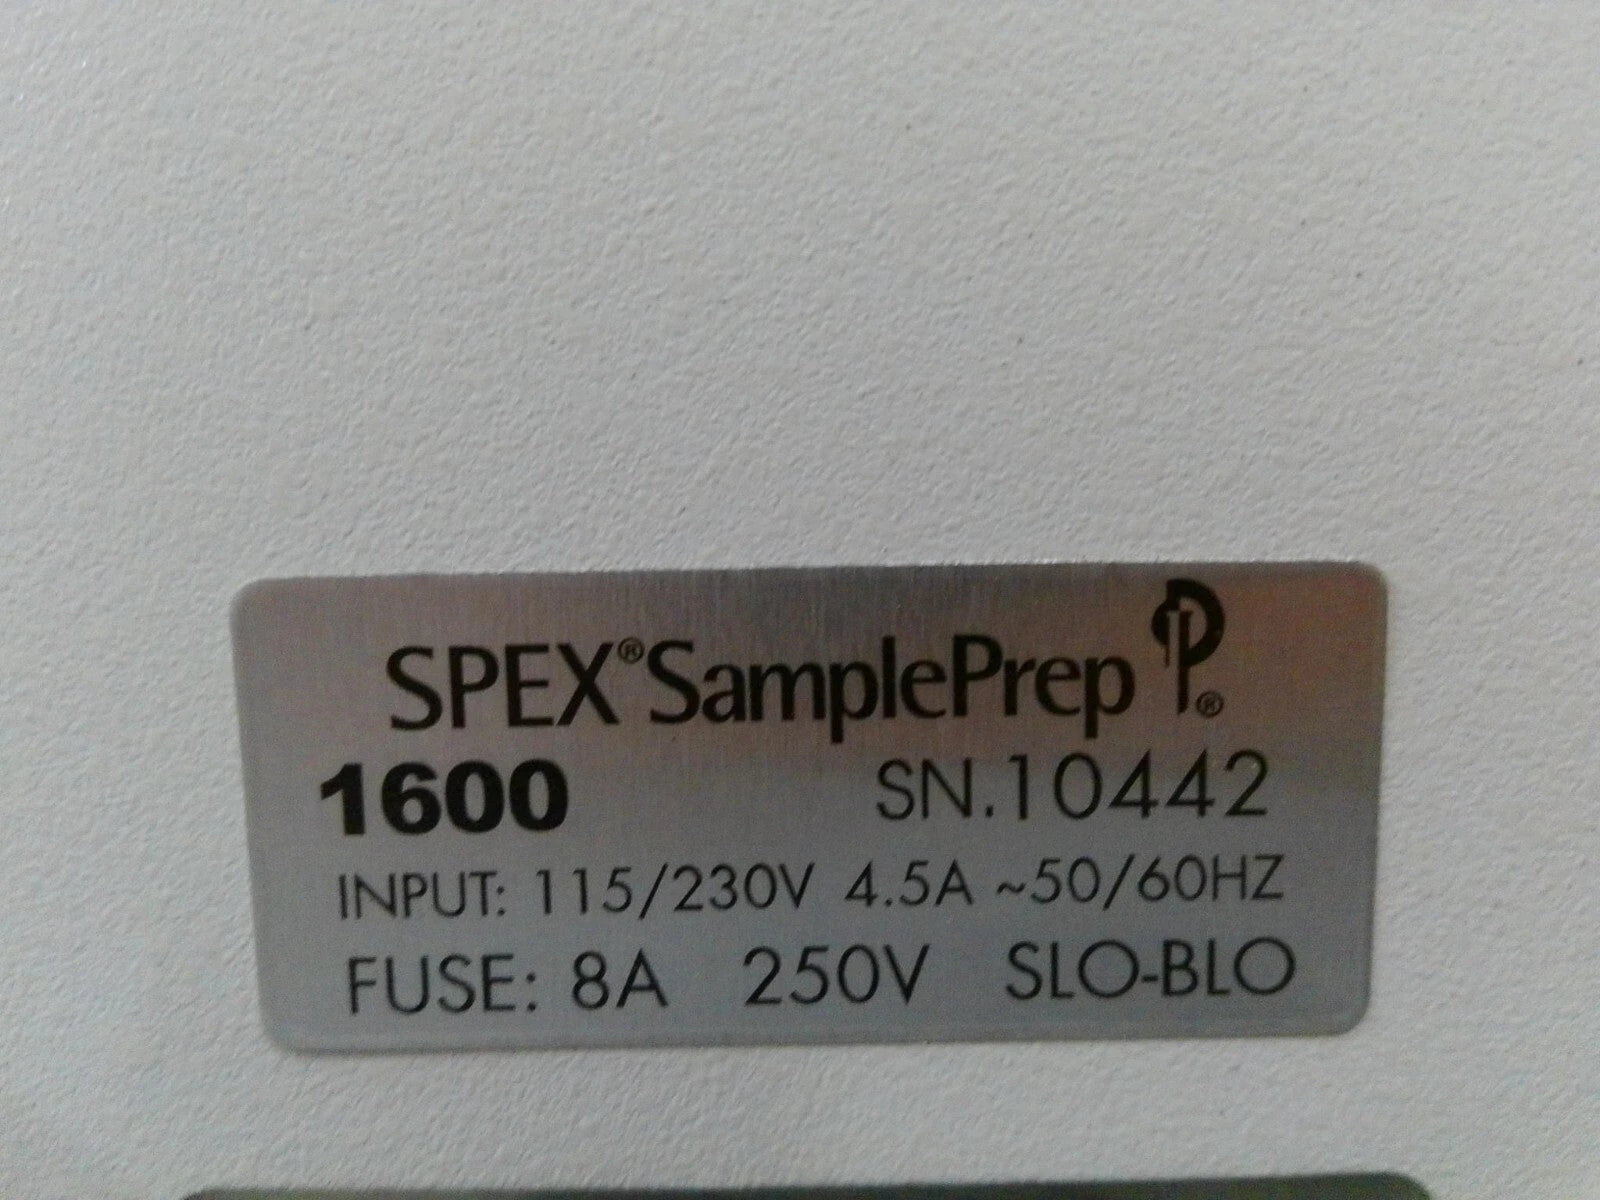 SPEX® SamplePrep P®
1600 SN.10442
INPUT: 115/230V 4.5A ~50/60HZ
FUSE: 8A 250V SLO-BLO